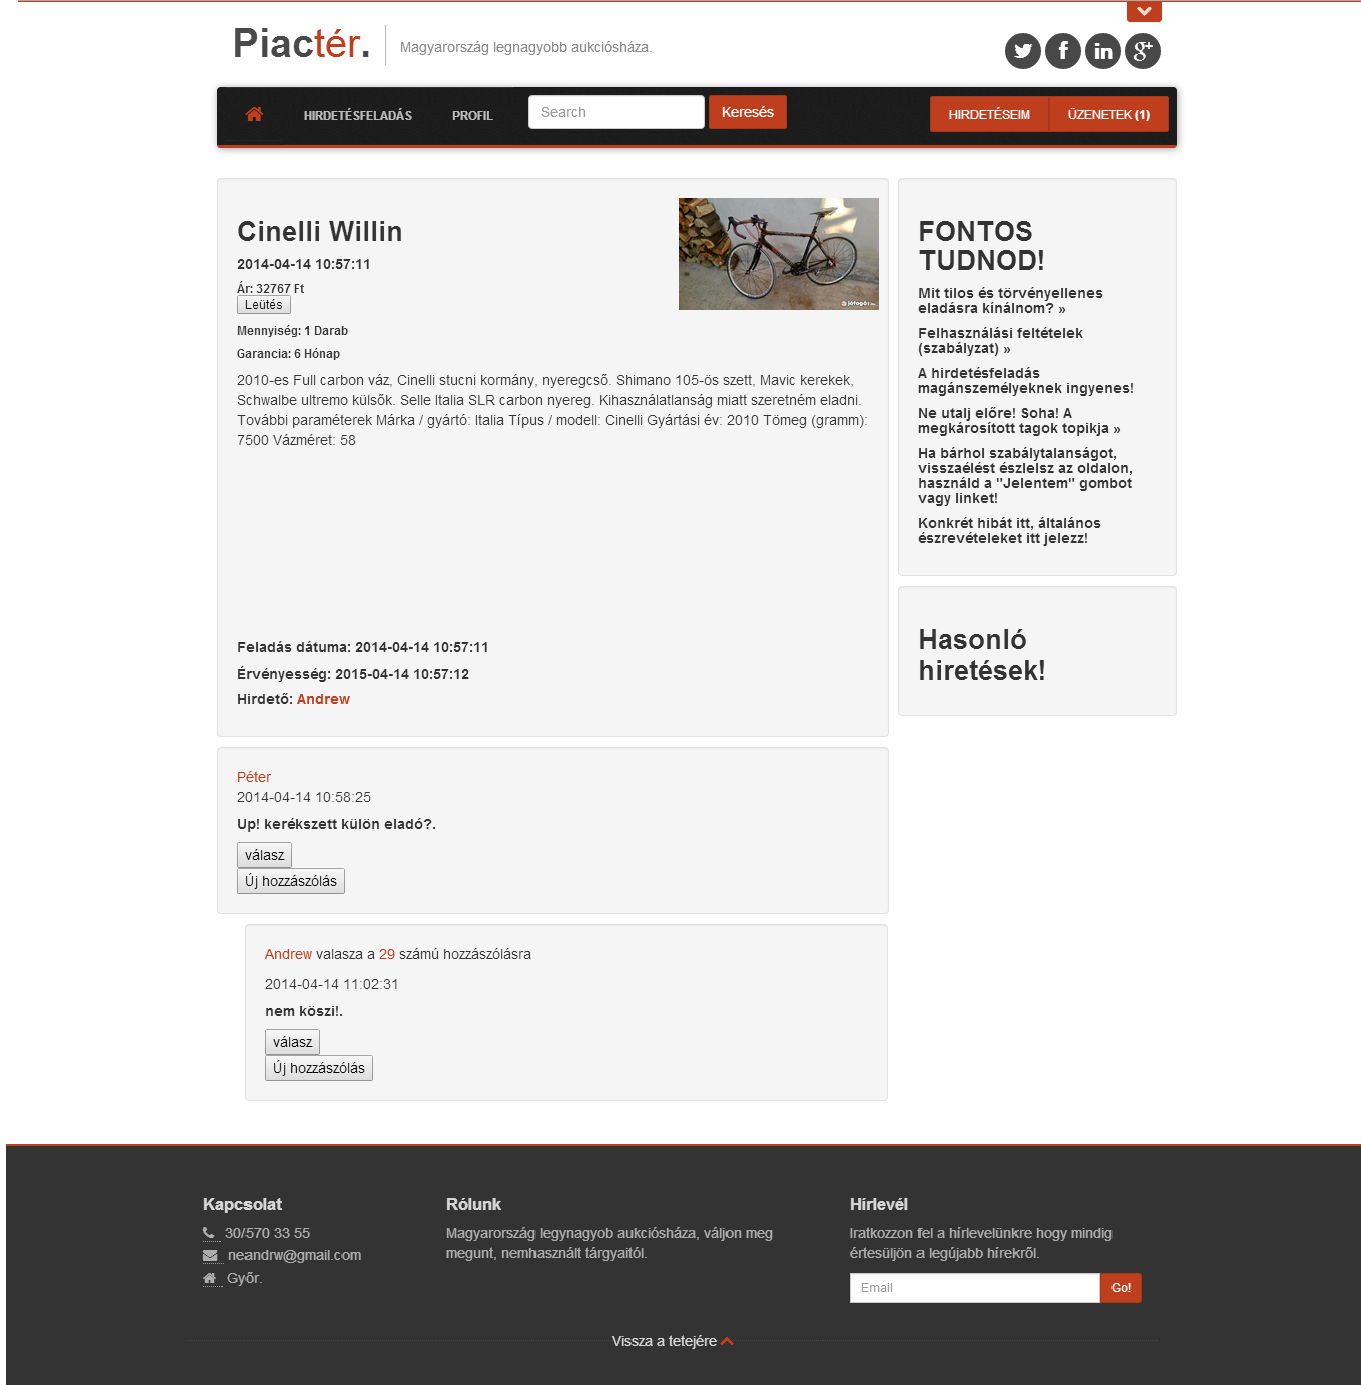 Piactér.
Magyarország legnagyobb aukciósháza.
HIRDETÉSFELADÁS
PROFIL
Search
Keresés
HIRDETÉSEIM
ÜZENETEK (1)
Cinelli Willin
2014-04-14 10:57:11
Ár: 32767 Ft
Leütés
Mennyiség: 1 Darab
Garancia: 6 Hónap
2010-es Full carbon váz, Cinelli stucni kormány, nyeregcső. Shimano 105-ös szett, Mavic kerekek,
Schwalbe ultremo külsők. Selle Italia SLR carbon nyereg. Kihasználatlanság miatt szeretném eladni.
További paraméterek Márka / gyártó: Italia Típus / modell: Cinelli Gyártási év: 2010 Tömeg (gramm):
7500 Vázméret: 58
Feladás dátuma: 2014-04-14 10:57:11
Érvényesség: 2015-04-14 10:57:12
Hirdető: Andrew
FONTOS
TUDNOD!
Mit tilos és törvényellenes
eladásra kínálnom? »
Felhasználási feltételek
(szabályzat) »
A hirdetésfeladás
magánszemélyeknek ingyenes!
Ne utalj előre! Soha! A
megkárosított tagok topikja »
Ha bárhol szabálytalanságot,
visszaélést észlelsz az oldalon,
használd a "Jelentem" gombot
vagy linket!
Konkrét hibát itt, általános
észrevételeket itt jelezz!
Hasonló
hiretések!
Péter
2014-04-14 10:58:25
Up! kerékszett külön eladó?.
válasz
Új hozzászólás
Andrew valasza a 29 számú hozzászólásra
2014-04-14 11:02:31
nem köszi!.
válasz
Új hozzászólás
Kapcsolat
30/570 33 55
neandrw@gmail.com
Győr.
Rólunk
Magyarország legynagyob aukciósháza, váljon meg
megunt, nemhasznált tárgyaitól.
Hírlevél
Iratkozzon fel a hírlevelünkre hogy mindig
értesüljön a legújabb hírekről.
Email
Go!
Vissza a tetejére